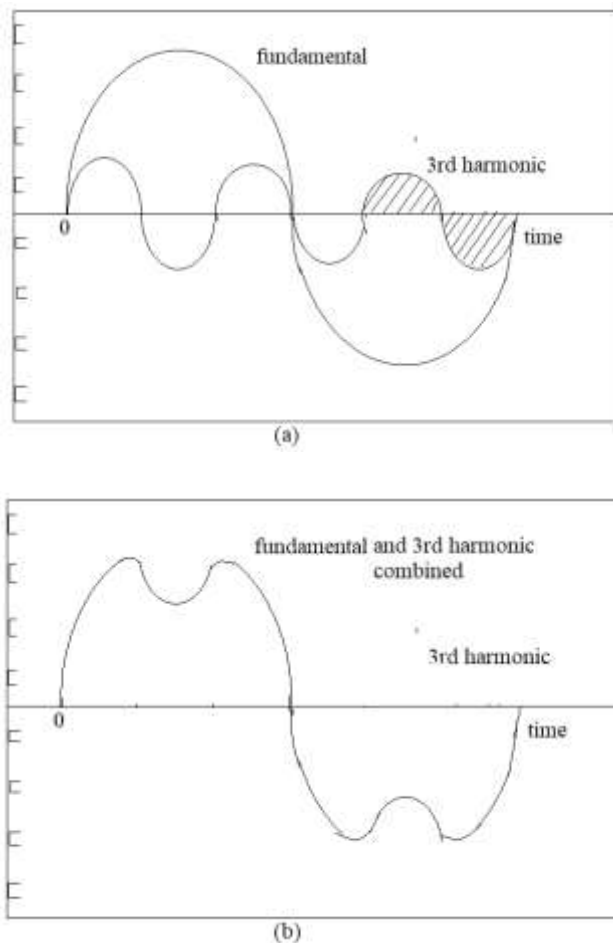 fundamental
3rd harmonic
0
time
(a)
fundamental and 3rd harmonic
combined
3rd harmonic
0
time
(b)